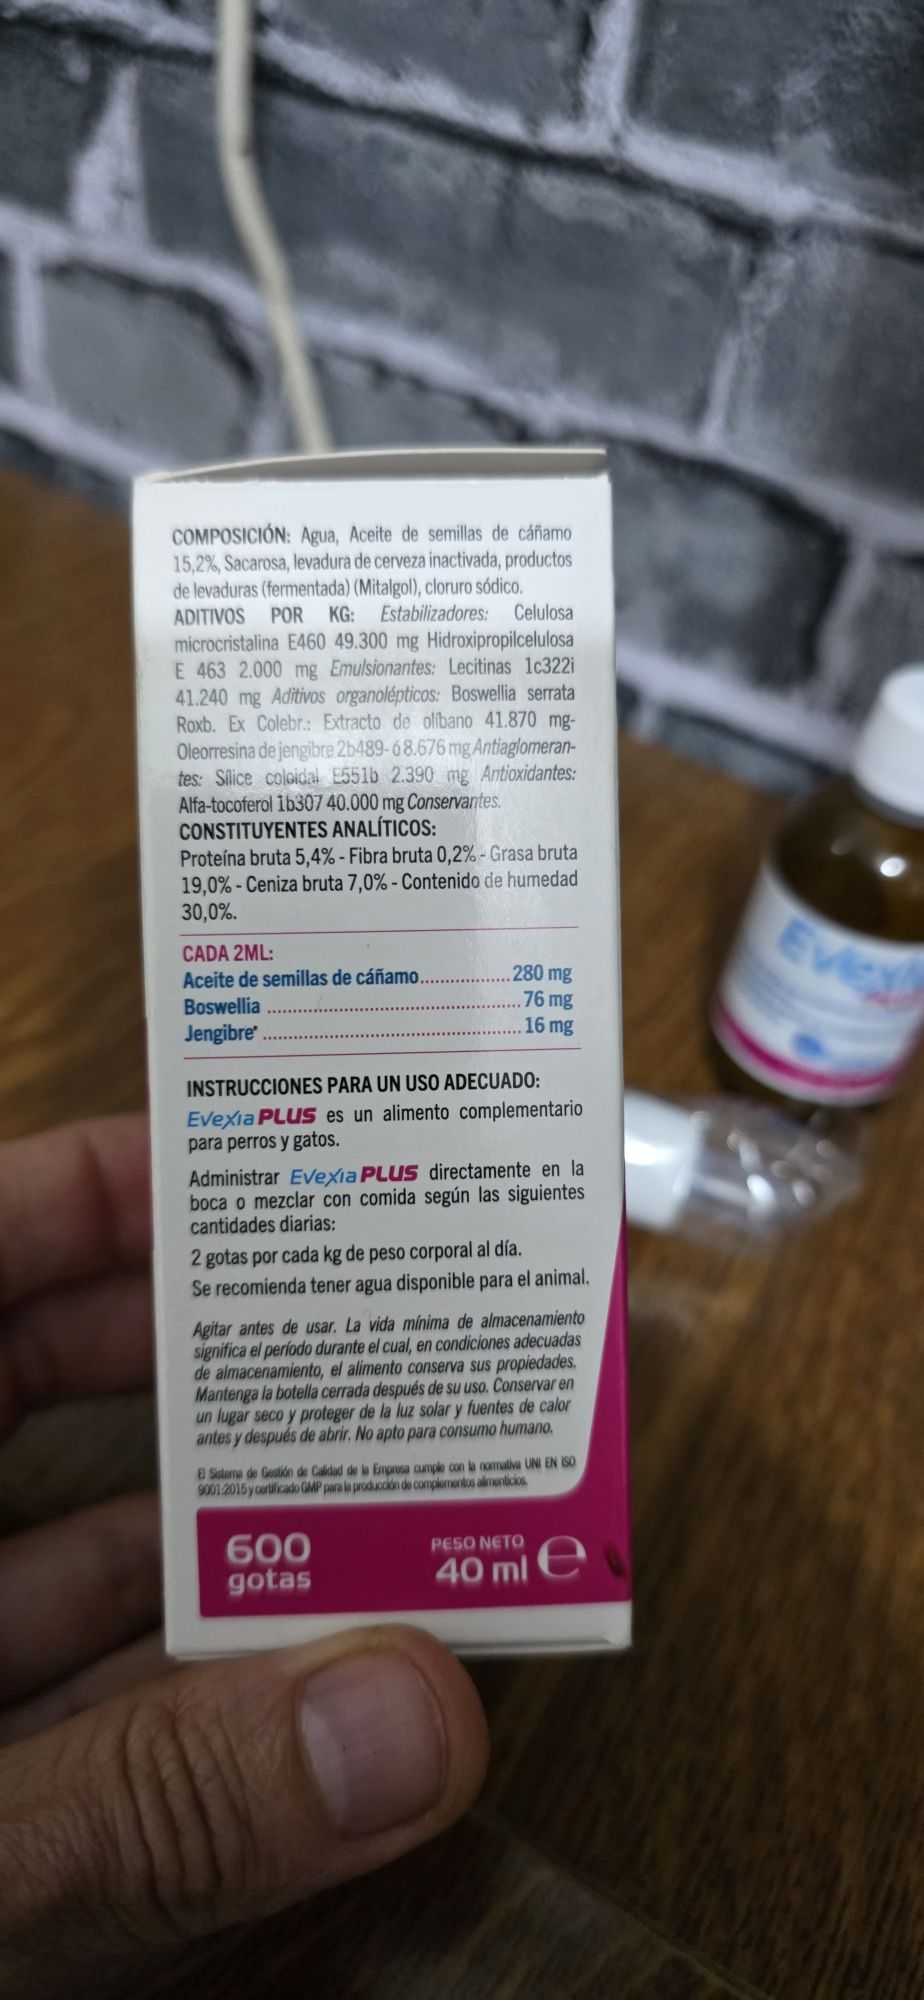 COMPOSICIÓN: Agua, Aceite de semillas de cáñamo
15,2%, Sacarosa, levadura de cerveza inactivada, productos
de levaduras (fermentada) (Mitalgol), cloruro sódico.
ADITIVOS POR KG: Estabilizadores: Celulosa
microcristalina E460 49.300 mg Hidroxipropilcelulosa
E 463 2.000 mg Emulsionantes: Lecitinas 1c322i
41.240 mg Aditivos organolépticos: Boswellia serrata
Roxb. Ex Colebr.: Extracto de olíbano 41.870 mg-
Oleorresina de jengibre 2b489- ó 8.676 mg Antiaglomeran-
tes: Sílice coloidal E551b 2.390 mg Antioxidantes:
Alfa-tocoferol 1b307 40.000 mg Conservantes.
CONSTITUYENTES ANALÍTICOS:
Proteína bruta 5,4% - Fibra bruta 0,2% - Grasa bruta
19,0% - Ceniza bruta 7,0% - Contenido de humedad
30,0%.
CADA 2ML:
Aceite de semillas de cáñamo.................. 280 mg
Boswellia .................. 76 mg
Jengibre* .................. 16 mg
INSTRUCCIONES PARA UN USO ADECUADO:
Evexia PLUS es un alimento complementario
para perros y gatos.
Administrar Evexia PLUS directamente en la
boca o mezclar con comida según las siguientes
cantidades diarias:
2 gotas por cada kg de peso corporal al día.
Se recomienda tener agua disponible para el animal.
Agitar antes de usar. La vida mínima de almacenamiento
significa el período durante el cual, en condiciones adecuadas
de almacenamiento, el alimento conserva sus propiedades.
Mantenga la botella cerrada después de su uso. Conservar en
un lugar seco y proteger de la luz solar y fuentes de calor
antes y después de abrir. No apto para consumo humano.
El Sistema de Gestión de Calidad de la Empresa cumple con la normativa UNI EN ISO
9001:2015 y certificado GMP para la producción de complementos alimenticios.
600
gotas
PESO NETO
40 ml e
Evexia